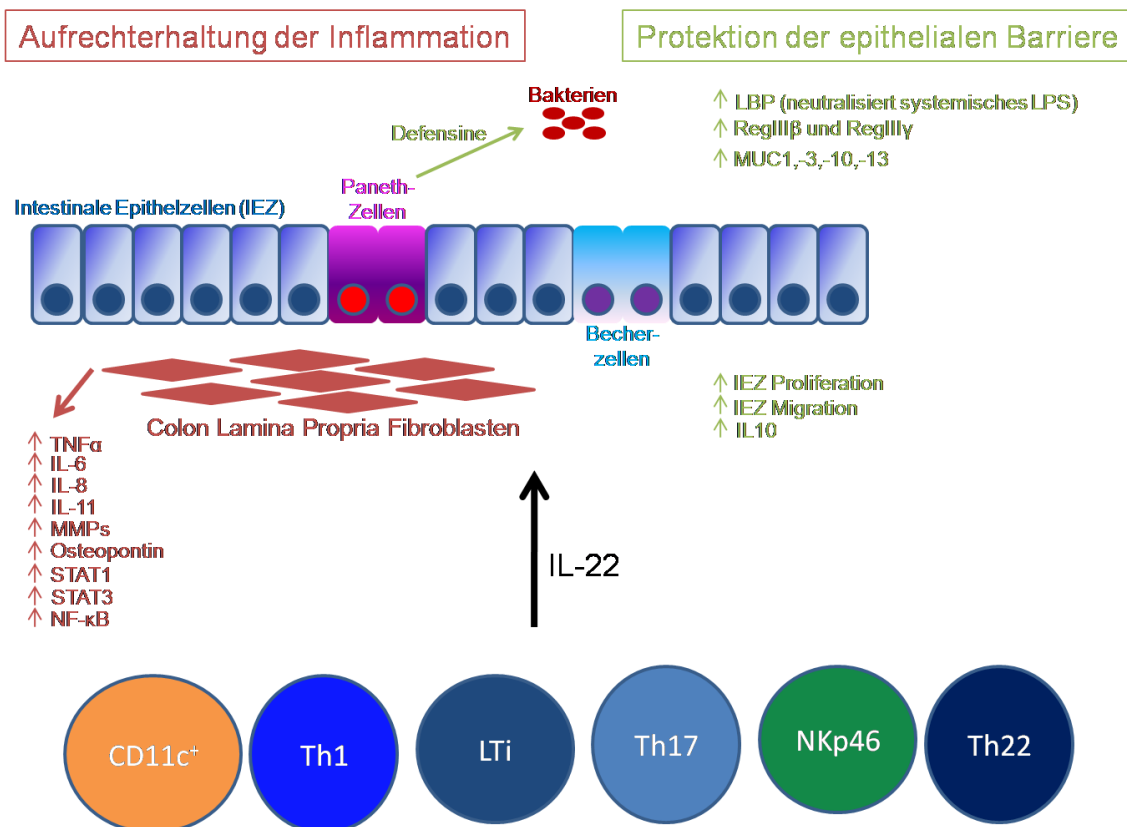 Aufrechterhaltung der Inflammation
Protektion der epithelialen Barriere
Bakterien
Defensine
↑ LBP (neutralisiert systemisches LPS)
↑ RegIIIβ und RegIIIγ
↑ MUC1,-3,-10,-13
Paneth-
Zellen
Intestinale Epithelzellen (IEZ)
Becher-
zellen
Colon Lamina Propria Fibroblasten
↑ TNFα
↑ IL-6
↑ IL-8
↑ IL-11
↑ MMPs
↑ Osteopontin
↑ STAT1
↑ STAT3
↑ NF-κB
↑ IEZ Proliferation
↑ IEZ Migration
↑ IL10
IL-22
CD11c⁺
Th1
LTi
Th17
NKp46
Th22